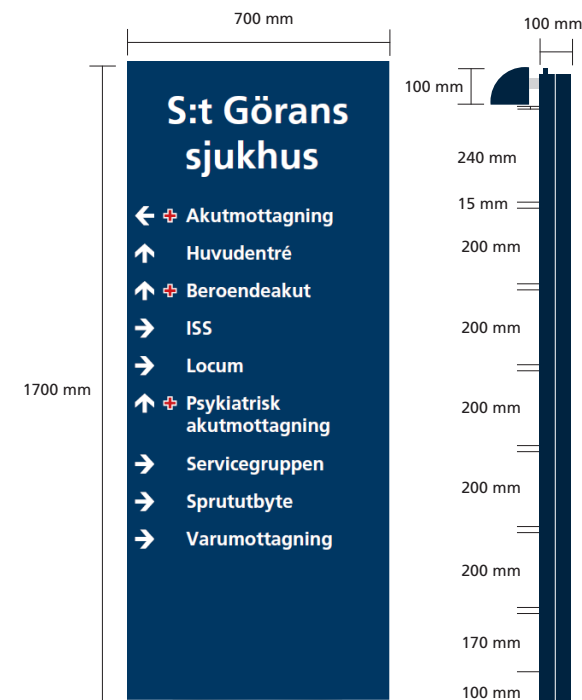 700 mm
100 mm
100 mm
S:t Görans
sjukhus
240 mm
15 mm
Akutmottagning
200 mm
Huvudentré
Beroendeakut
ISS
200 mm
Locum
1700 mm
Psykiatrisk
akutmottagning
200 mm
Servicegruppen
200 mm
Sprututbyte
Varumottagning
200 mm
170 mm
100 mm